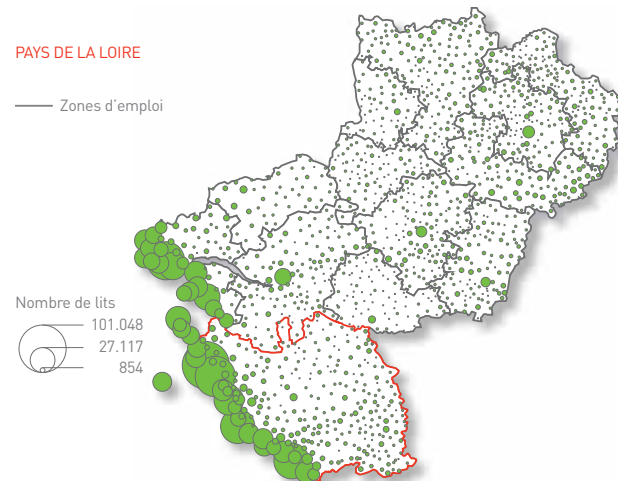 PAYS DE LA LOIRE
Zones d'emploi
Nombre de lits
101.048
27.117
854